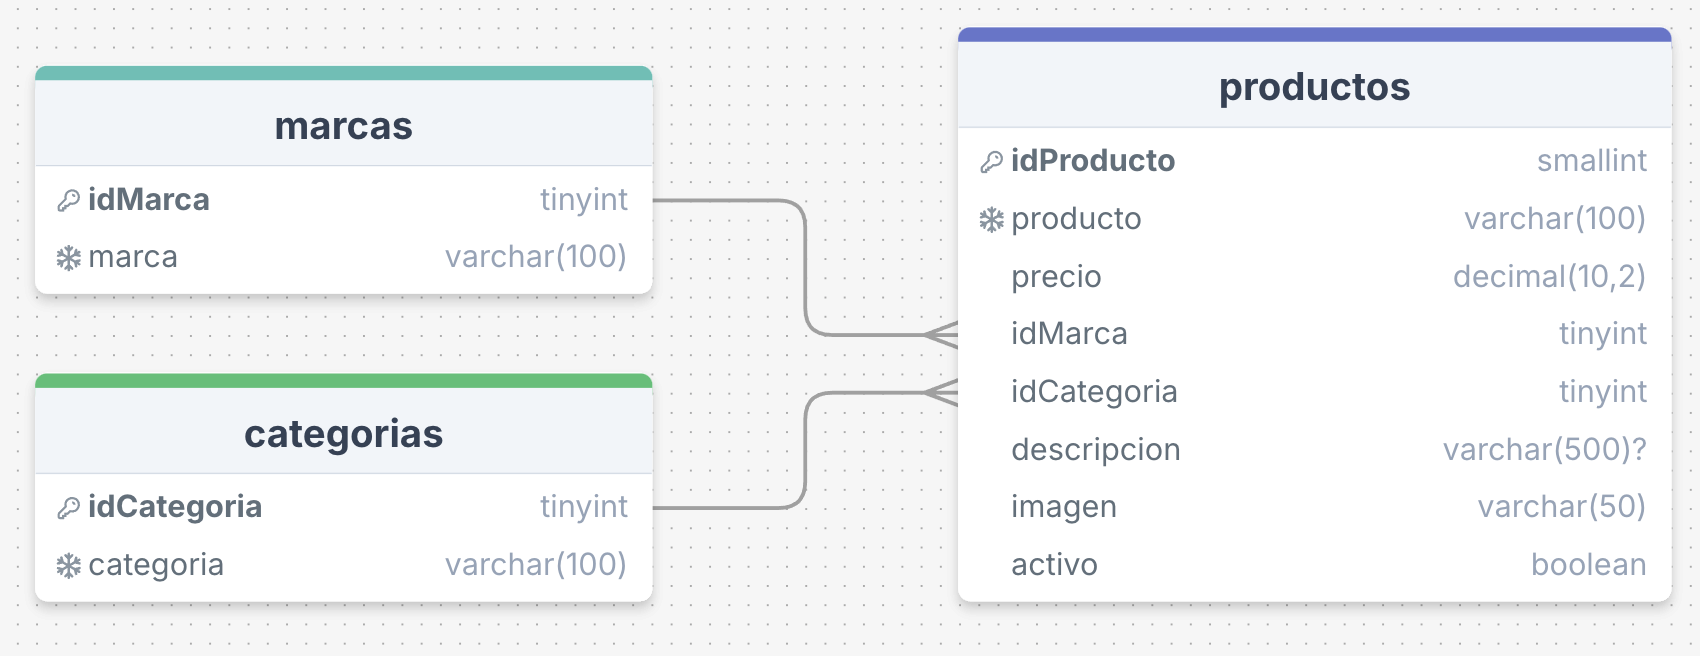 marcas
idMarca tinyint
marca varchar(100)
categorias
idCategoria tinyint
categoria varchar(100)
productos
idProducto smallint
producto varchar(100)
precio decimal(10,2)
idMarca tinyint
idCategoria tinyint
descripcion varchar(500)?
imagen varchar(50)
activo boolean